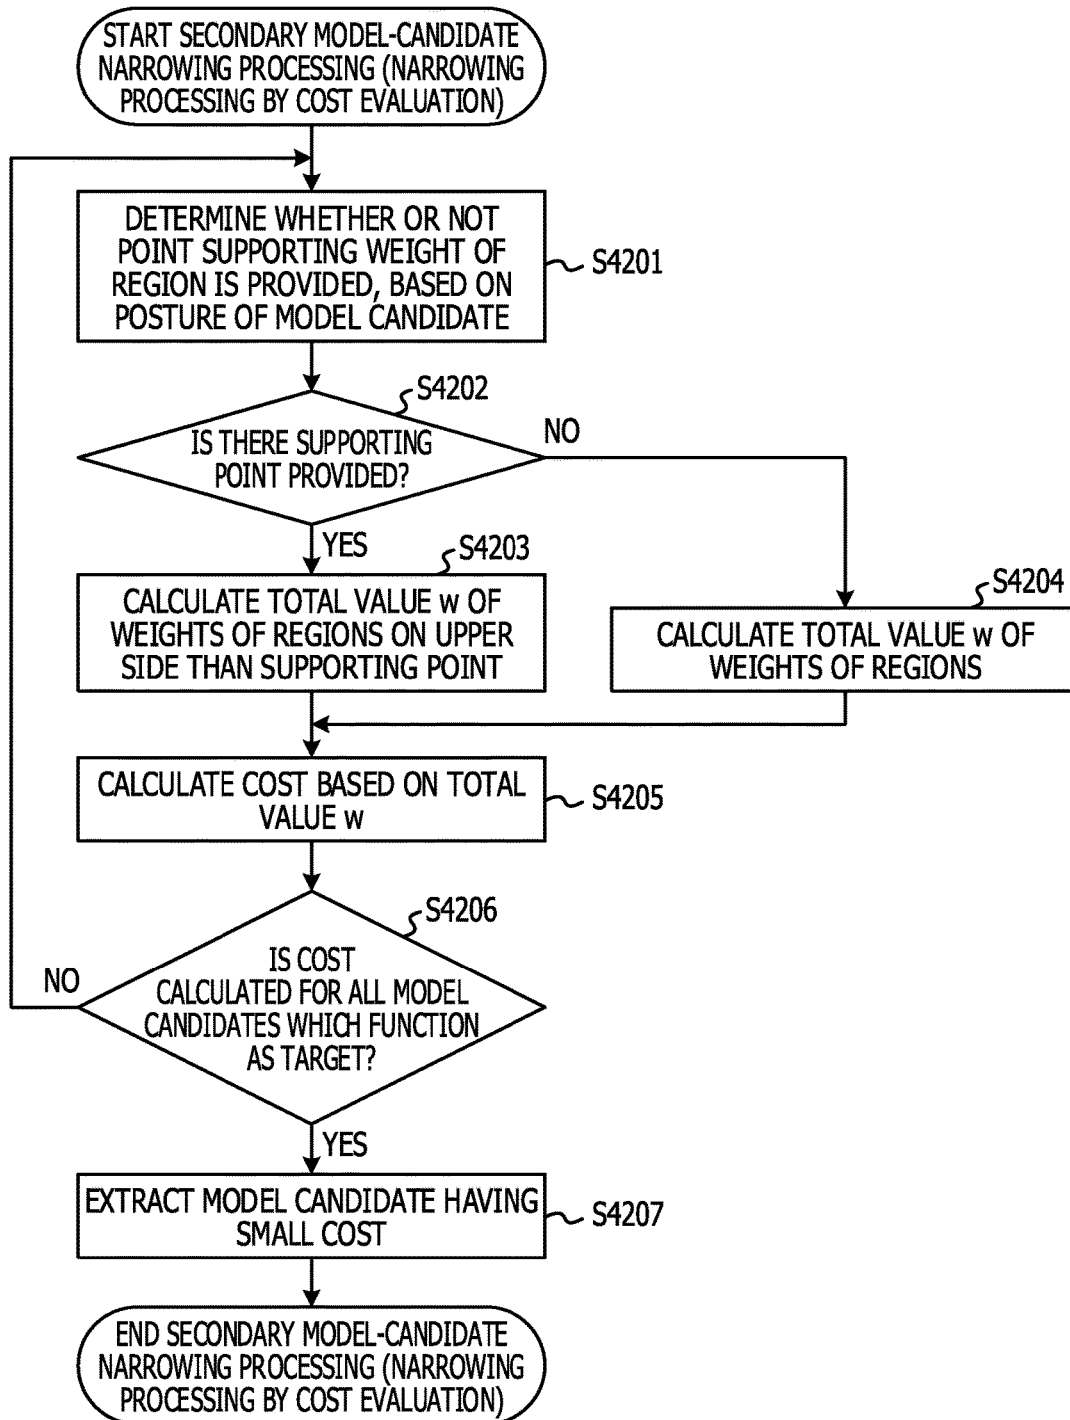 START SECONDARY MODEL-CANDIDATE
NARROWING PROCESSING (NARROWING
PROCESSING BY COST EVALUATION)
DETERMINE WHETHER OR NOT
POINT SUPPORTING WEIGHT OF
REGION IS PROVIDED, BASED ON
POSTURE OF MODEL CANDIDATE
S4201
S4202
IS THERE SUPPORTING
POINT PROVIDED?
NO
YES
S4203
CALCULATE TOTAL VALUE w OF
WEIGHTS OF REGIONS ON UPPER
SIDE THAN SUPPORTING POINT
S4204
CALCULATE TOTAL VALUE w OF
WEIGHTS OF REGIONS
CALCULATE COST BASED ON TOTAL
VALUE w
S4205
S4206
IS COST
CALCULATED FOR ALL MODEL
CANDIDATES WHICH FUNCTION
AS TARGET?
NO
YES
EXTRACT MODEL CANDIDATE HAVING
SMALL COST
S4207
END SECONDARY MODEL-CANDIDATE
NARROWING PROCESSING (NARROWING
PROCESSING BY COST EVALUATION)